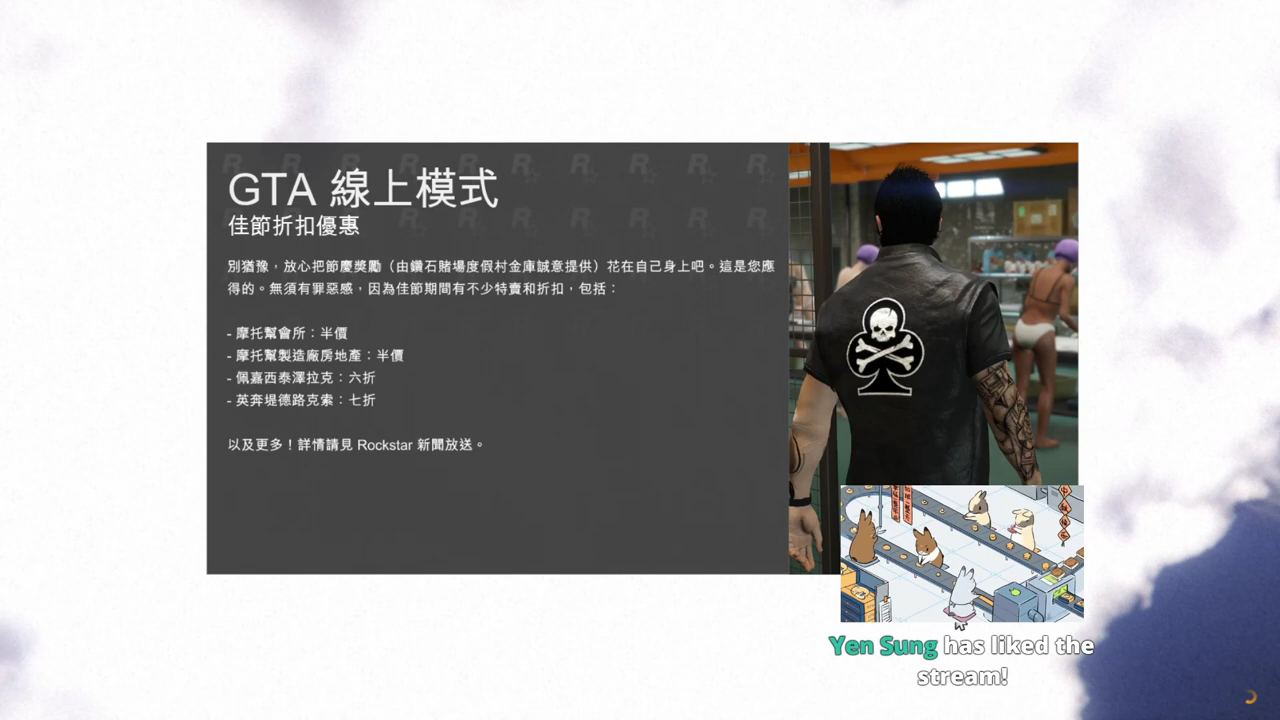 GTA 線上模式
佳節折扣優惠
別猶豫，放心把節慶獎勵（由鑽石賭場度假村金庫誠意提供）花在自己身上吧。這是您應
得的。無須有罪惡感，因為佳節期間有不少特賣和折扣，包括：
- 摩托幫會所：半價
- 摩托幫製造廠房地產：半價
- 佩嘉西泰澤拉克：六折
- 英奔堤德路克索：七折
以及更多！詳情請見 Rockstar 新聞放送。
Yen Sung has liked the
stream!